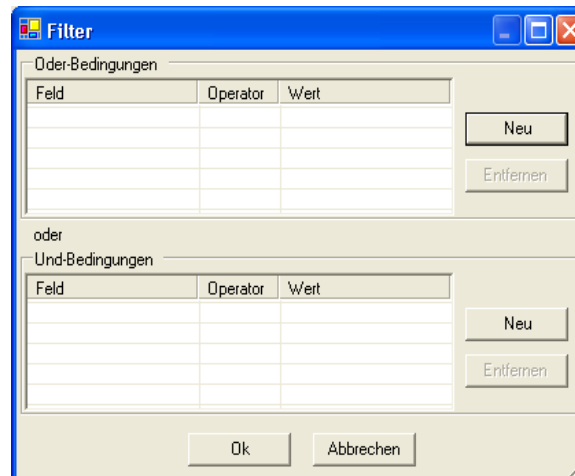 Filter
Oder-Bedingungen
Feld Operator Wert
Neu
Entfernen
oder
Und-Bedingungen
Feld Operator Wert
Neu
Entfernen
Ok Abbrechen